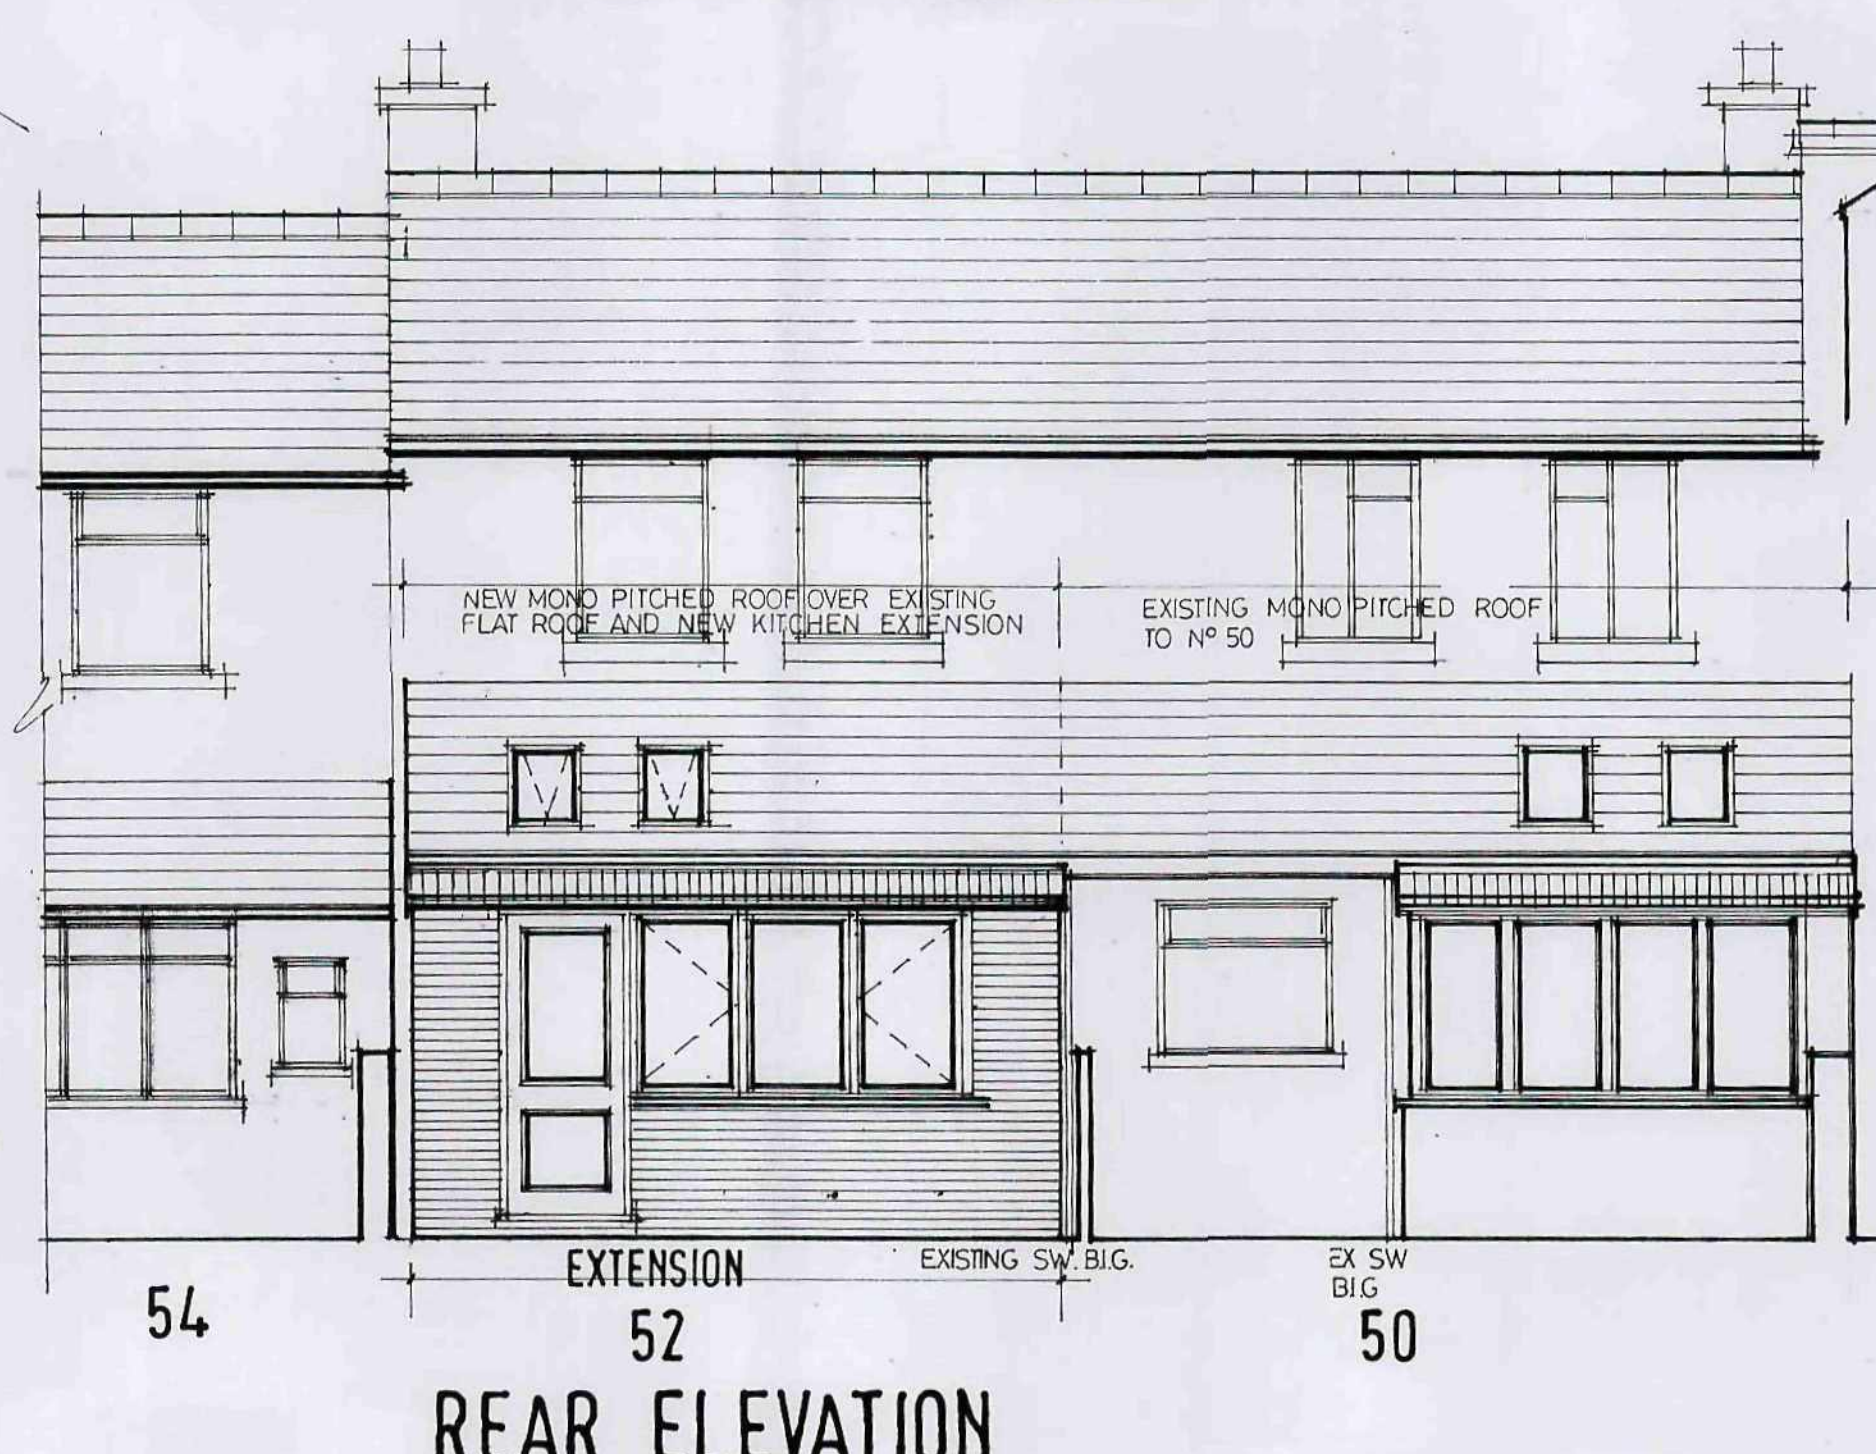 NEW MONO PITCHED ROOF OVER EXISTING
FLAT ROOF AND NEW KITCHEN EXTENSION
EXISTING MONO PITCHED ROOF
TO Nº 50
EXTENSION
EXISTING SW. B.I.G.
EX SW
B.I.G
54
52
50
REAR ELEVATION